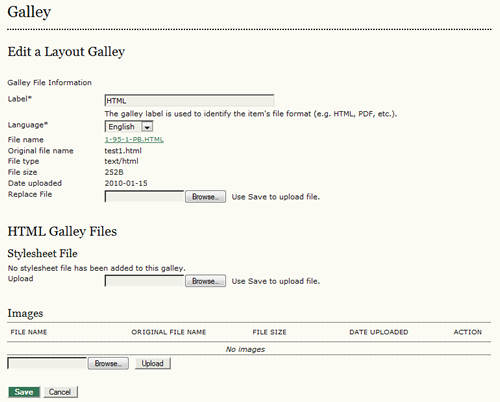 Galley
Edit a Layout Galley
Galley File Information
Label* HTML
The galley label is used to identify the item's file format (e.g. HTML, PDF, etc.).
Language* English
File name 1-93-1-PB.HTML
Original file name test1.html
File type text/html
File size 252B
Date uploaded 2010-01-15
Replace File Browse... Use Save to upload file.
HTML Galley Files
Stylesheet File
No stylesheet file has been added to this galley.
Upload Browse... Use Save to upload file.
Images
FILE NAME ORIGINAL FILE NAME FILE SIZE DATE UPLOADED ACTION
No images
Browse... Upload
Save Cancel